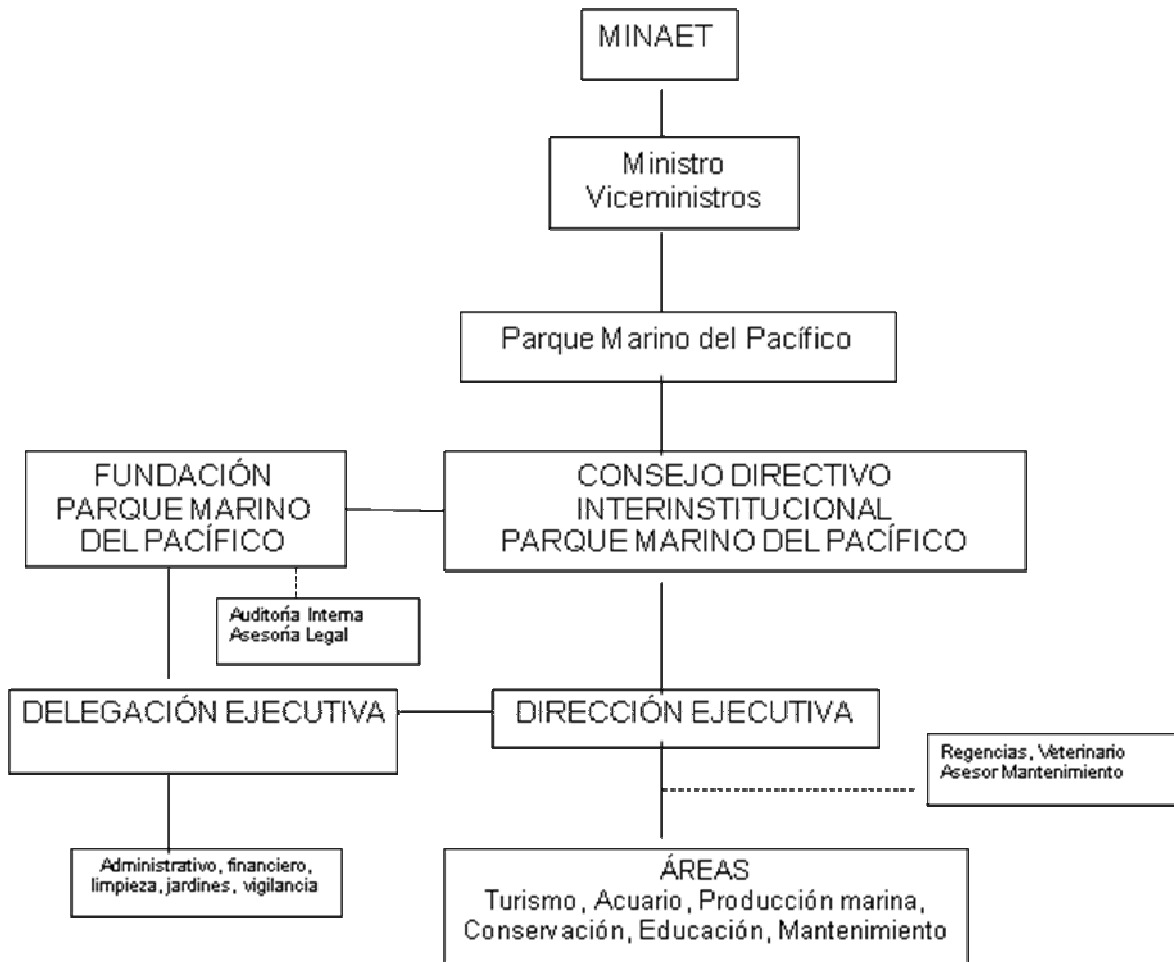 MINAET
Ministro
Viceministros
Parque Marino del Pacífico
FUNDACIÓN
PARQUE MARINO
DEL PACÍFICO
CONSEJO DIRECTIVO
INTERINSTITUCIONAL
PARQUE MARINO DEL PACÍFICO
Auditoría Interna
Asesoría Legal
DELEGACIÓN EJECUTIVA
DIRECCIÓN EJECUTIVA
Regencias, Veterinario
Asesor Mantenimiento
Administrativo, financiero,
limpieza, jardines, vigilancia
ÁREAS
Turismo, Acuario, Producción marina,
Conservación, Educación, Mantenimiento